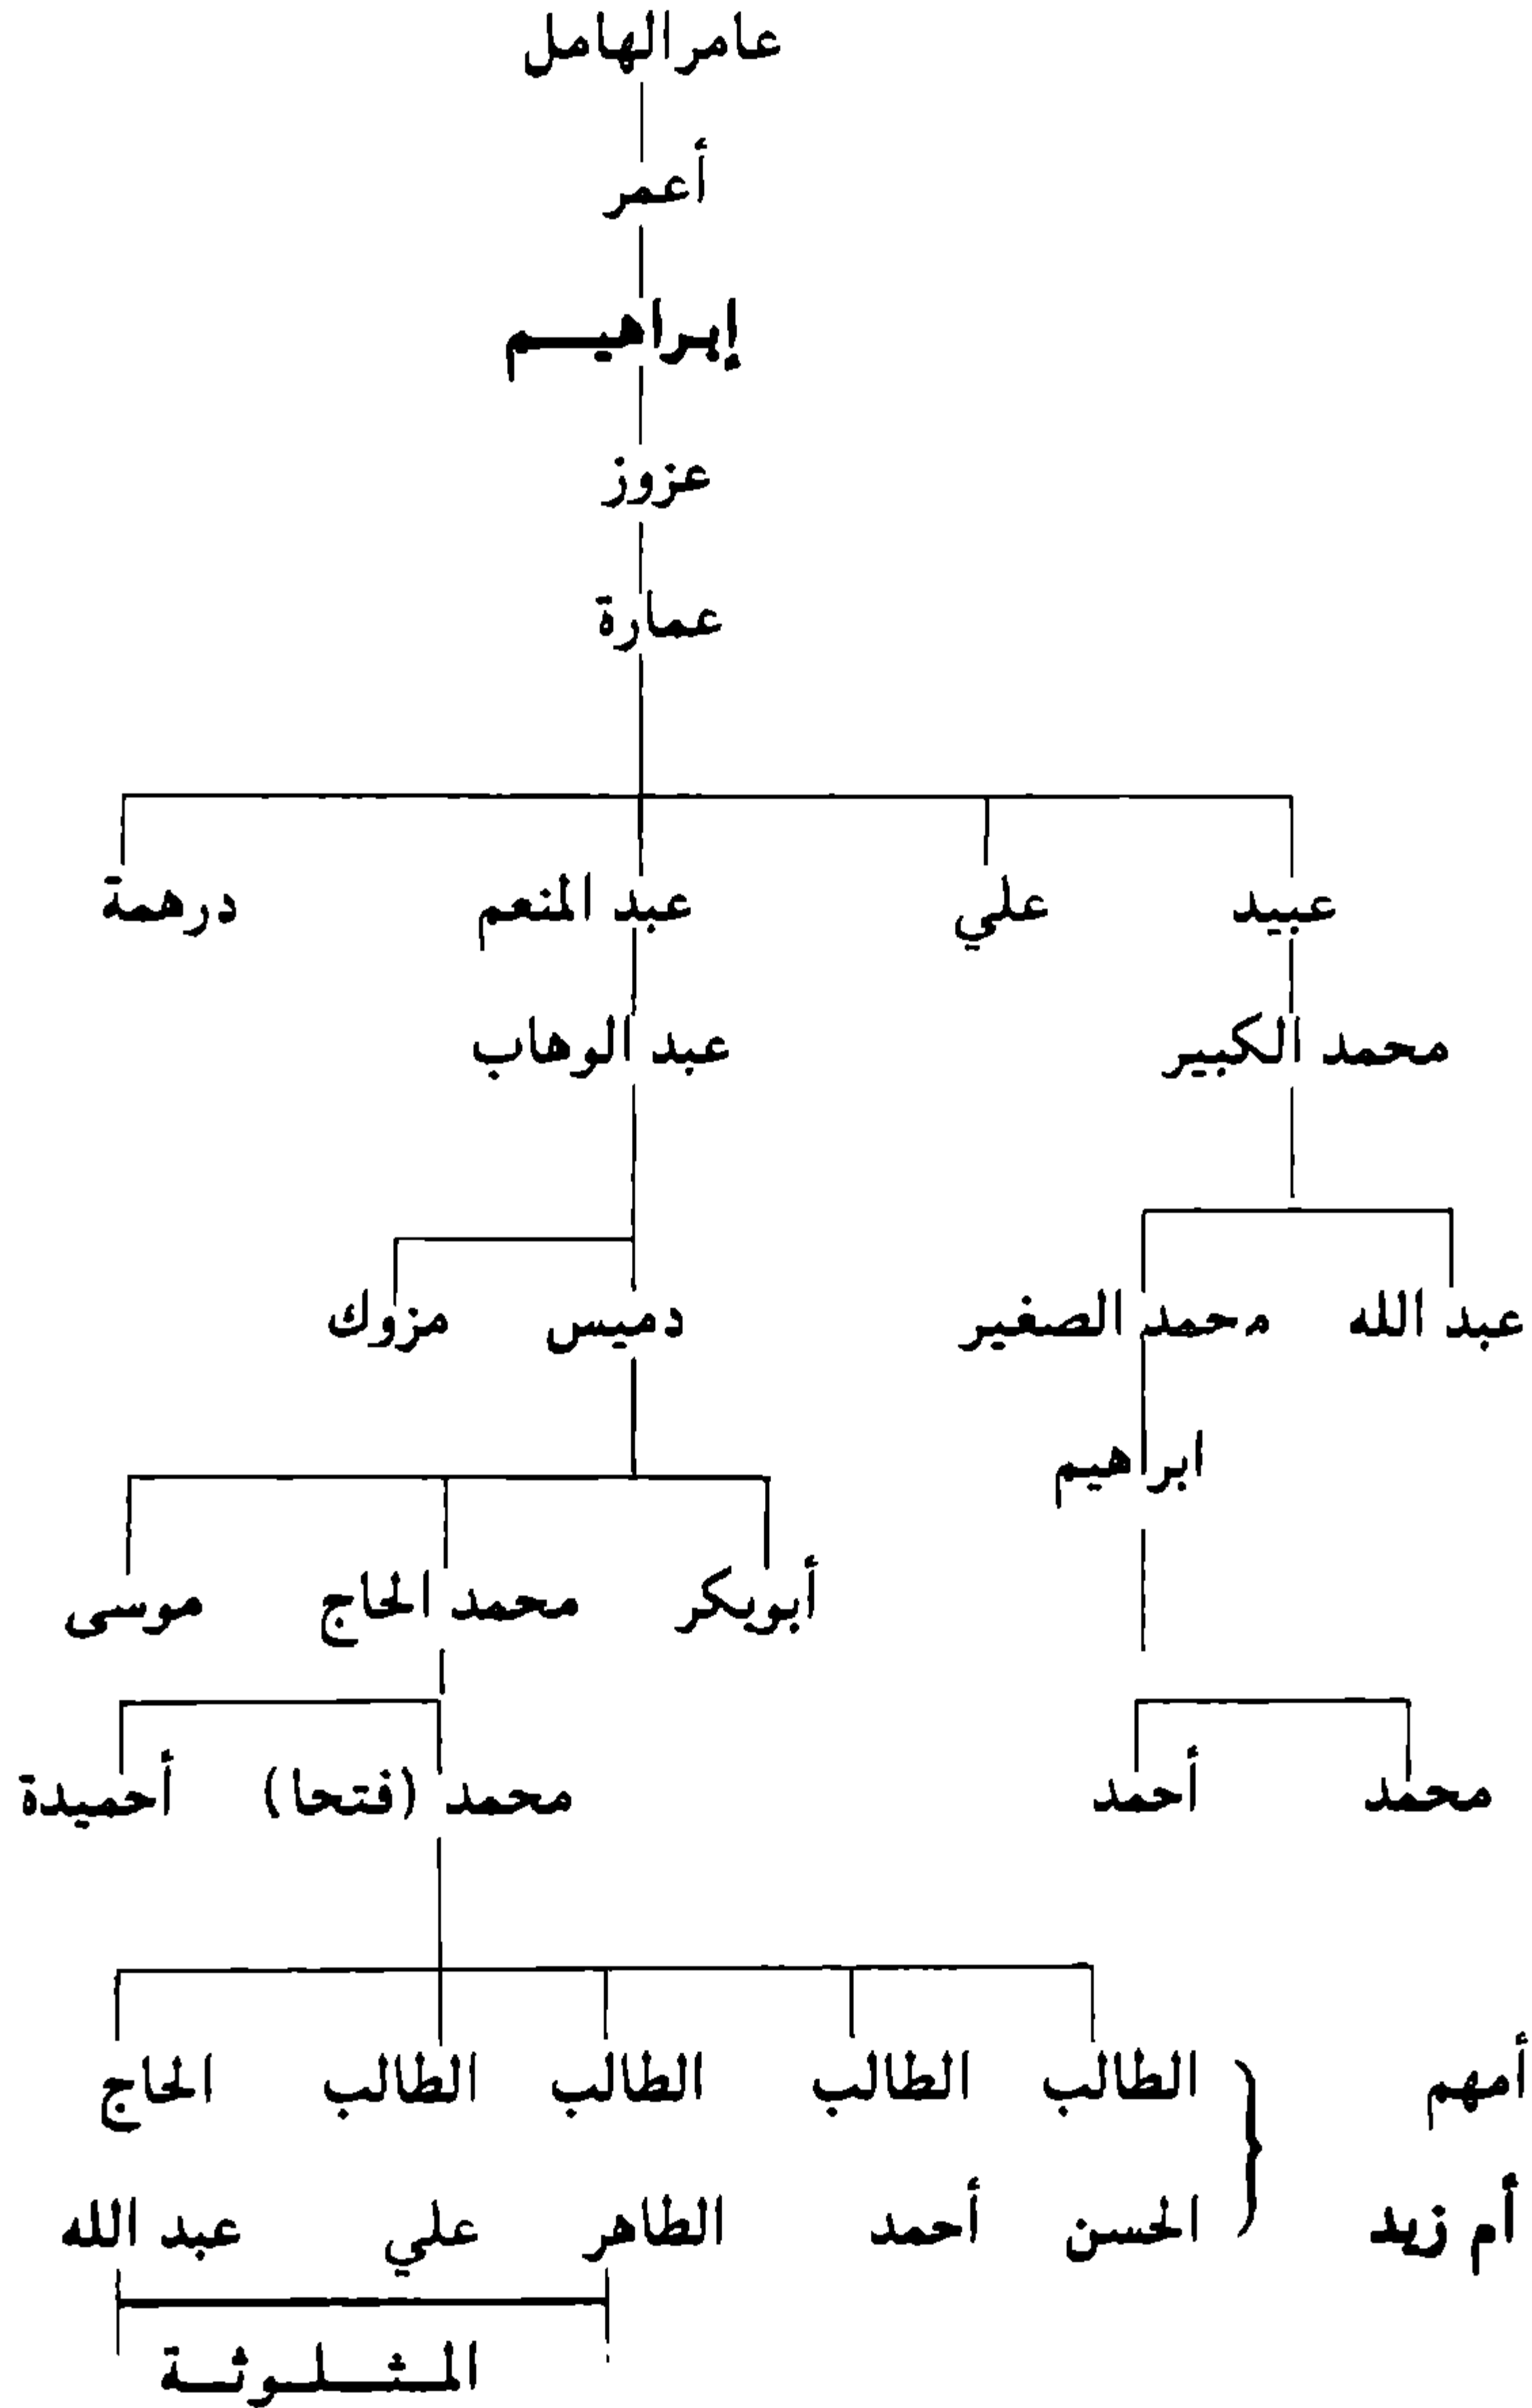 عامر الهامل
أعمر
إبراهيم
عزوز
عمارة
عبيد علي عبد المنعم درهمة
محمد الكبير عبد الوهاب
عبد الله محمد الصغير دميس مزوك
ابراهيم
أبوبكر محمد الحاج موسى
محمد أحمد محمد (فتحا) أحميدة
أمهم الطالب الطالب الطالب الطالب الحاج
أم زيد الحسن أحمد الطاهر علي عبد الله
المثلوثة